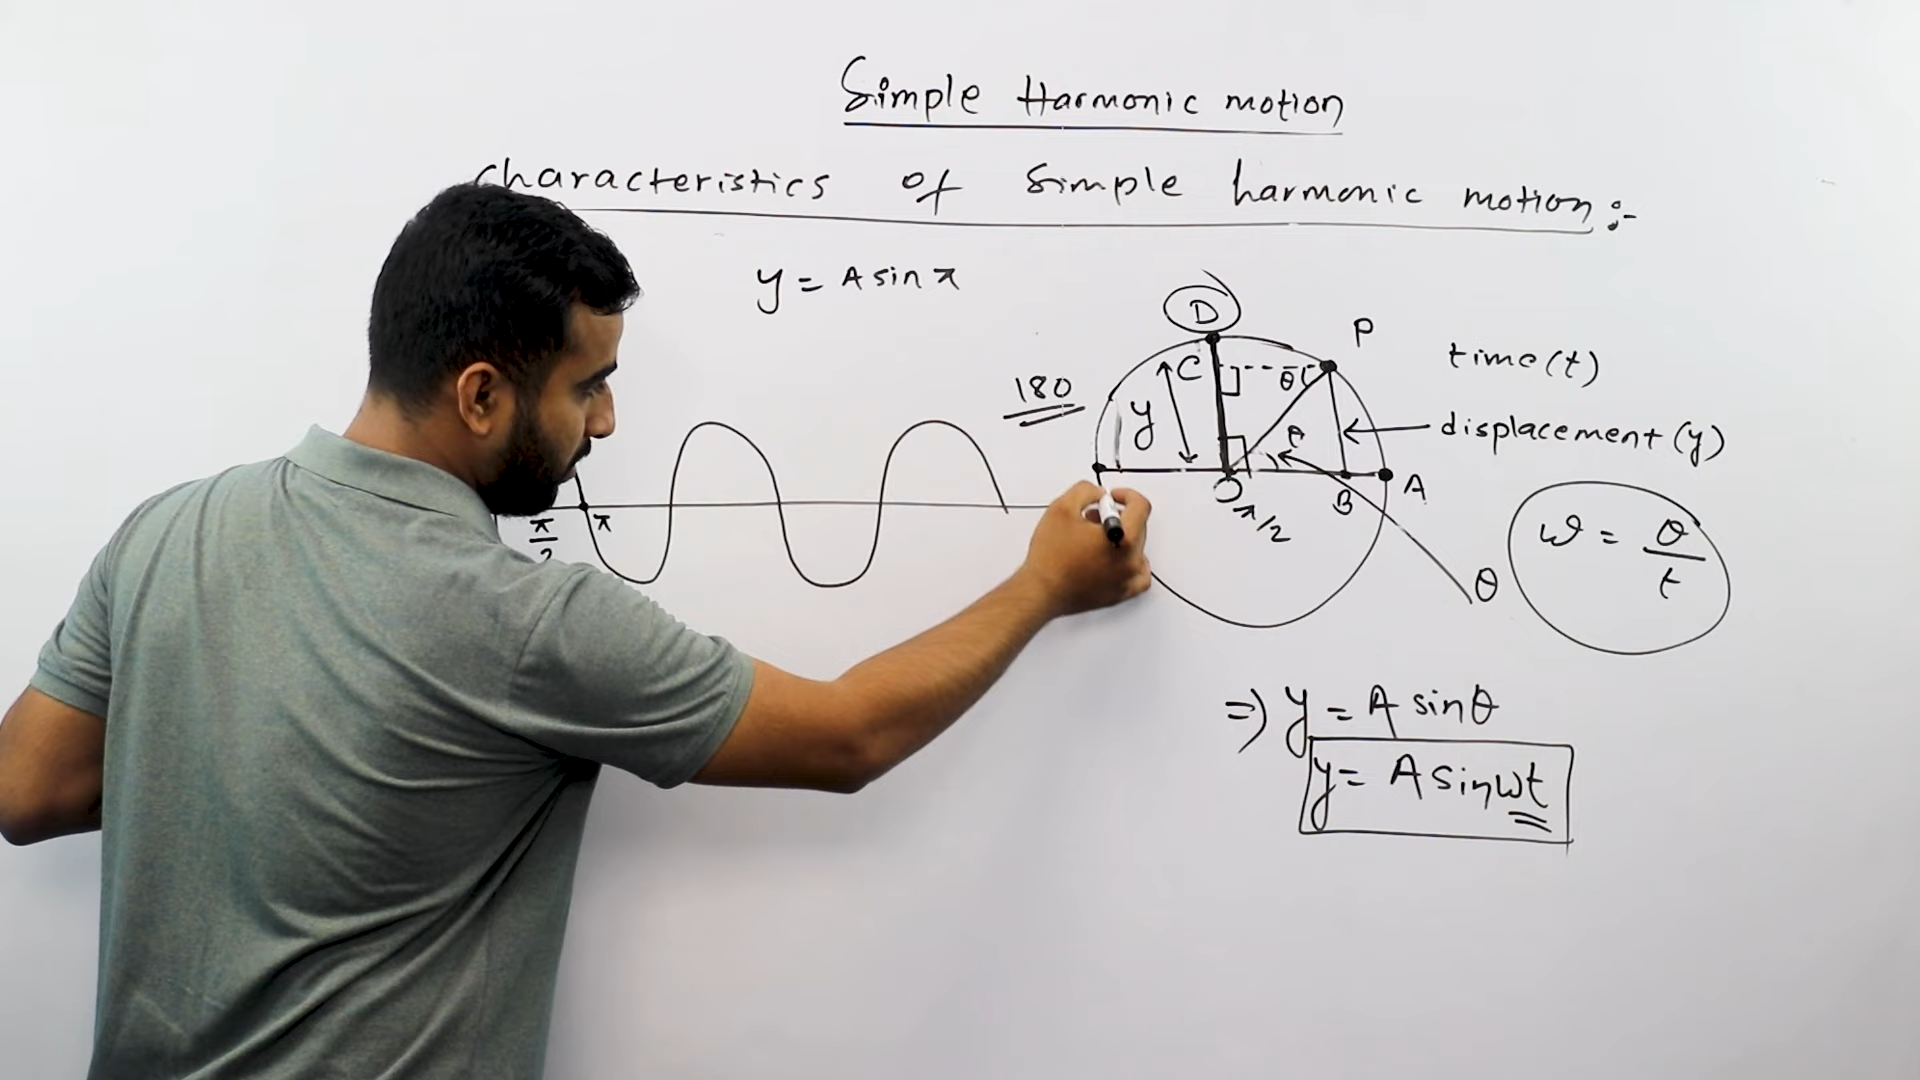 Simple Harmonic motion
Characteristics of simple harmonic motion :-
y = A sin π
D
P
time (t)
C
θ
180
y
A
displacement (y)
O
B
A
π/2
π
π/2
ω = θ/t
θ
⇒ y = A sinθ
y = A sinωt